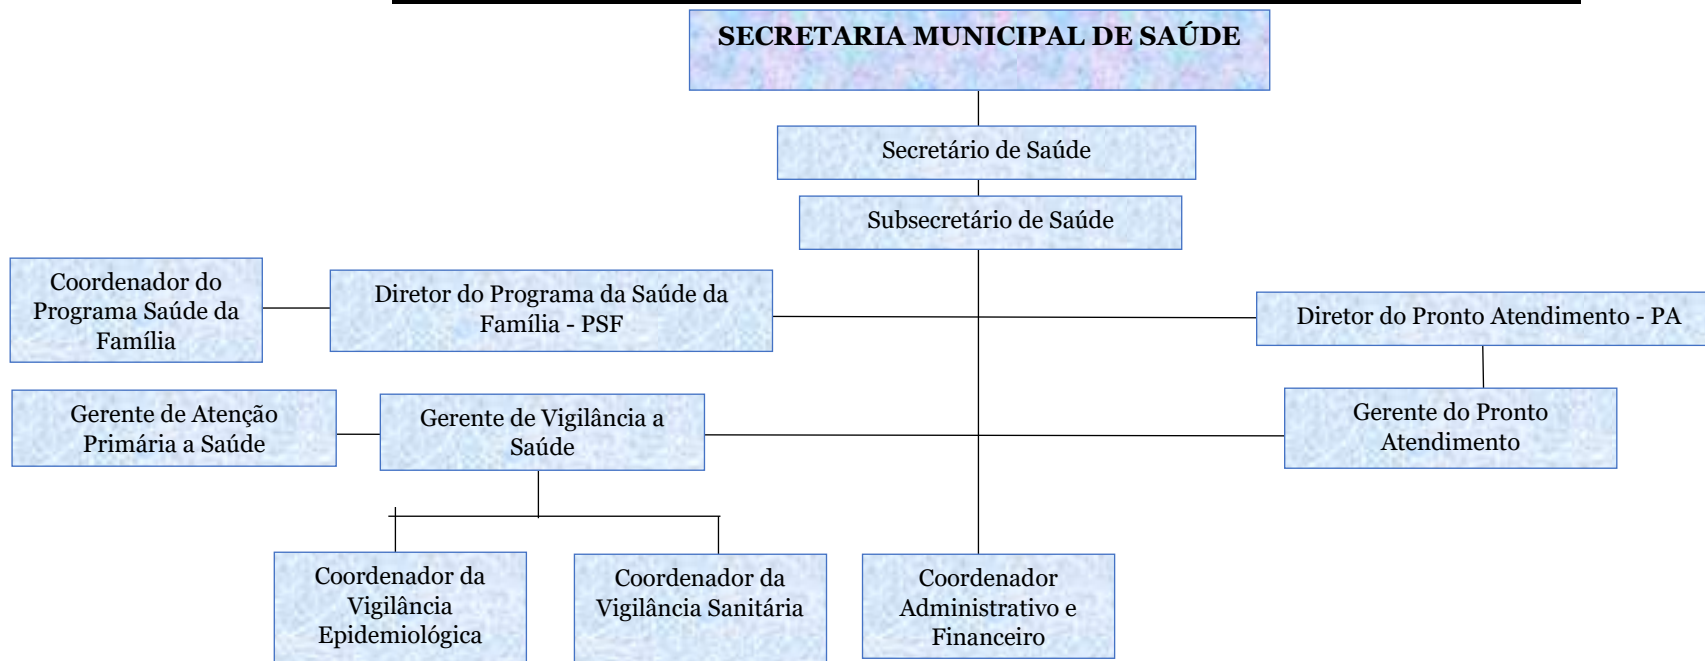 SECRETARIA MUNICIPAL DE SAÚDE
Secretário de Saúde
Subsecretário de Saúde
Coordenador do
Programa Saúde da
Família
Diretor do Programa da Saúde da
Família - PSF
Diretor do Pronto Atendimento - PA
Gerente de Atenção
Primária a Saúde
Gerente de Vigilância a
Saúde
Gerente do Pronto
Atendimento
Coordenador da
Vigilância
Epidemiológica
Coordenador da
Vigilância Sanitária
Coordenador
Administrativo e
Financeiro